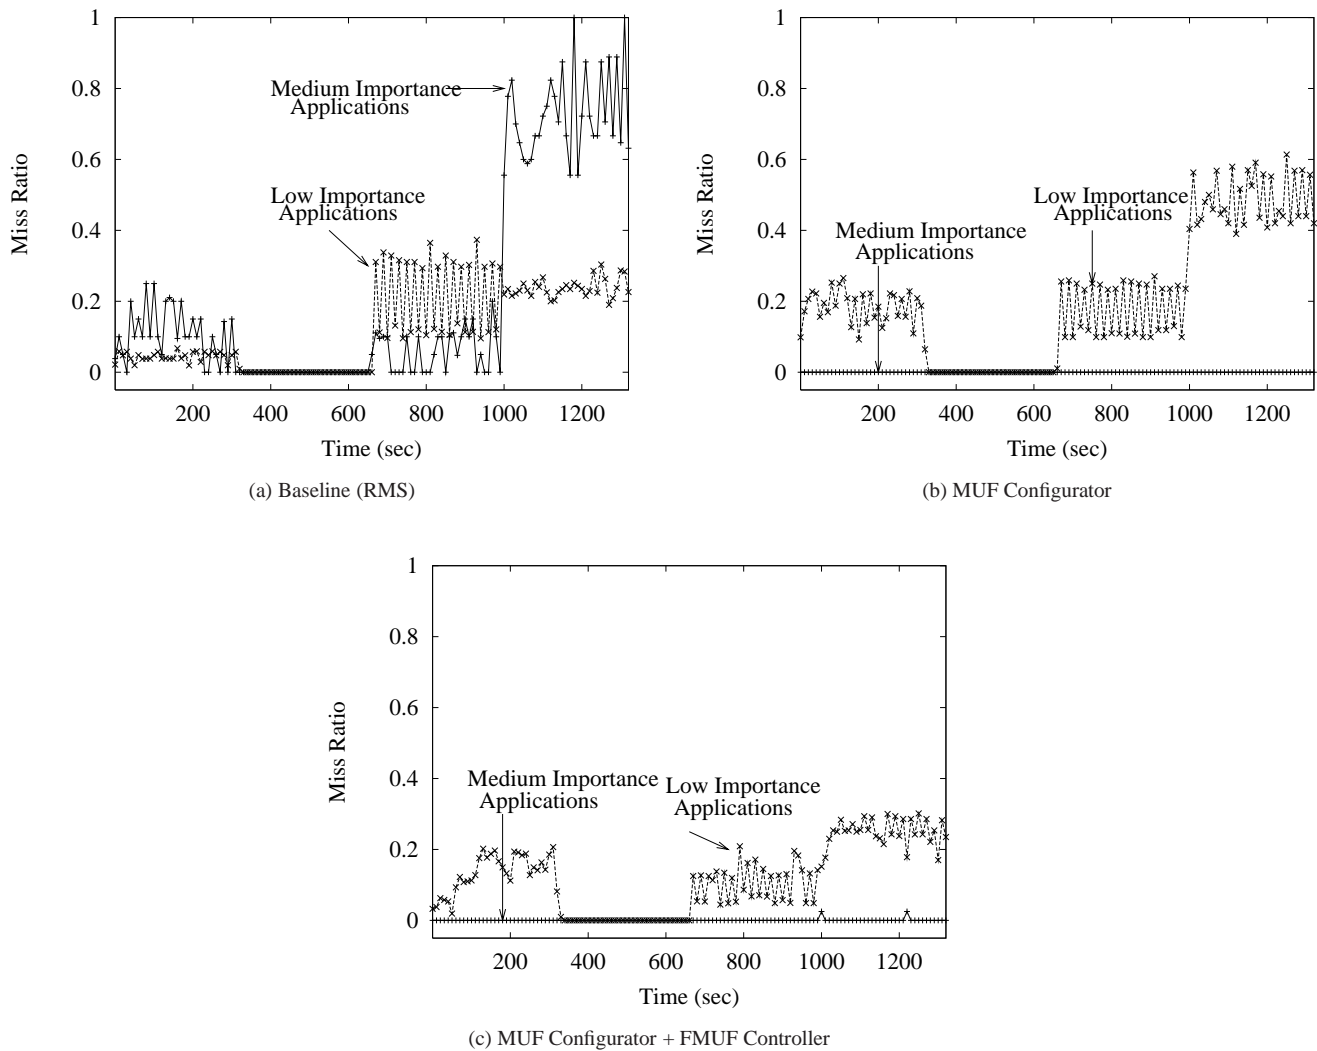 1
0.8
0.6
0.4
0.2
0
200
400
600
800
1000
1200
Miss Ratio
Time (sec)
Medium Importance
Applications
Low Importance
Applications
(a) Baseline (RMS)
1
0.8
0.6
0.4
0.2
0
200
400
600
800
1000
1200
Miss Ratio
Time (sec)
Low Importance
Applications
Medium Importance
Applications
(b) MUF Configurator
1
0.8
0.6
0.4
0.2
0
200
400
600
800
1000
1200
Miss Ratio
Time (sec)
Medium Importance
Applications
Low Importance
Applications
(c) MUF Configurator + FMUF Controller